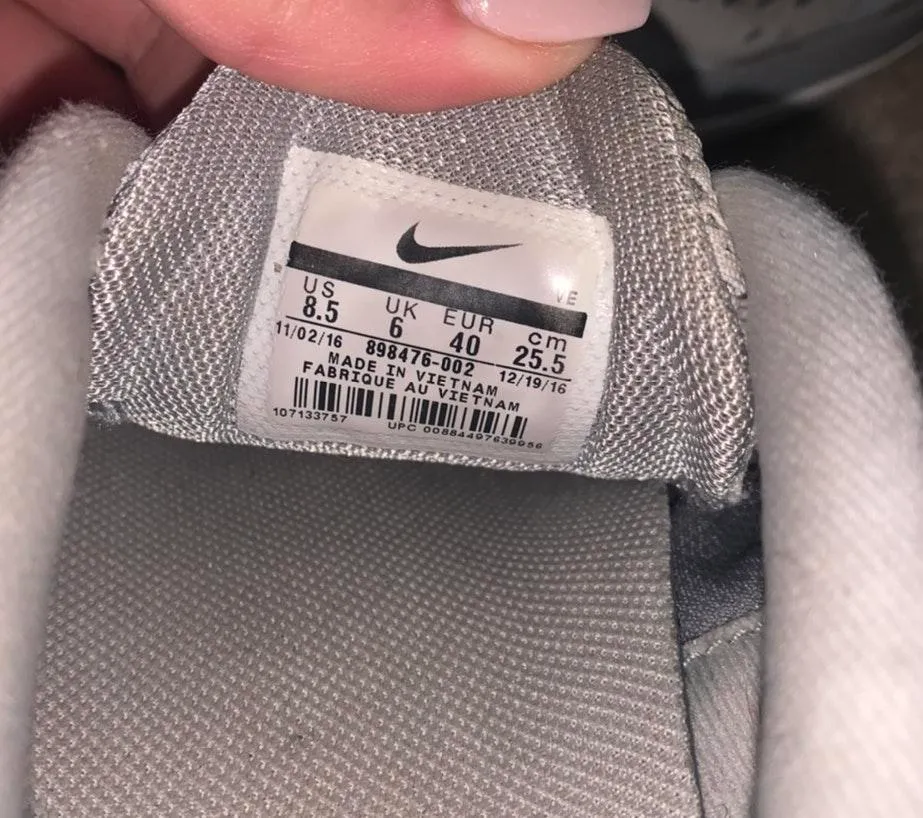 VE
US UK EUR cm
8.5 6 40 25.5
11/02/16 898476-002 12/19/16
MADE IN VIETNAM
FABRIQUE AU VIETNAM
107133757 UPC 00884497639956